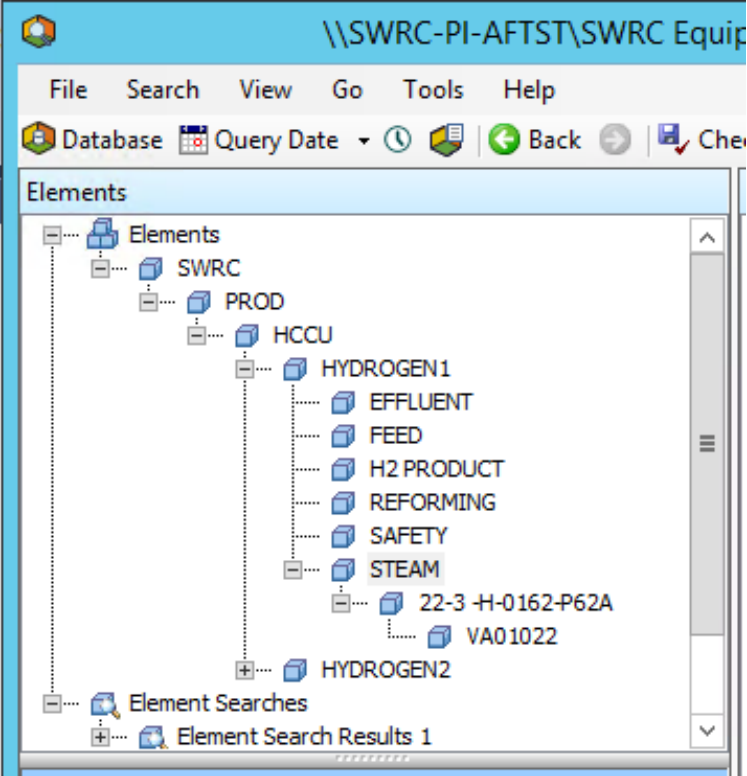 \\SWRC-PI-AFTST\SWRC Equip
File Search View Go Tools Help
Database Query Date Back Chec
Elements
Elements
SWRC
PROD
HCCU
HYDROGEN1
EFFLUENT
FEED
H2 PRODUCT
REFORMING
SAFETY
STEAM
22-3 -H-0162-P62A
VA01022
HYDROGEN2
Element Searches
Element Search Results 1